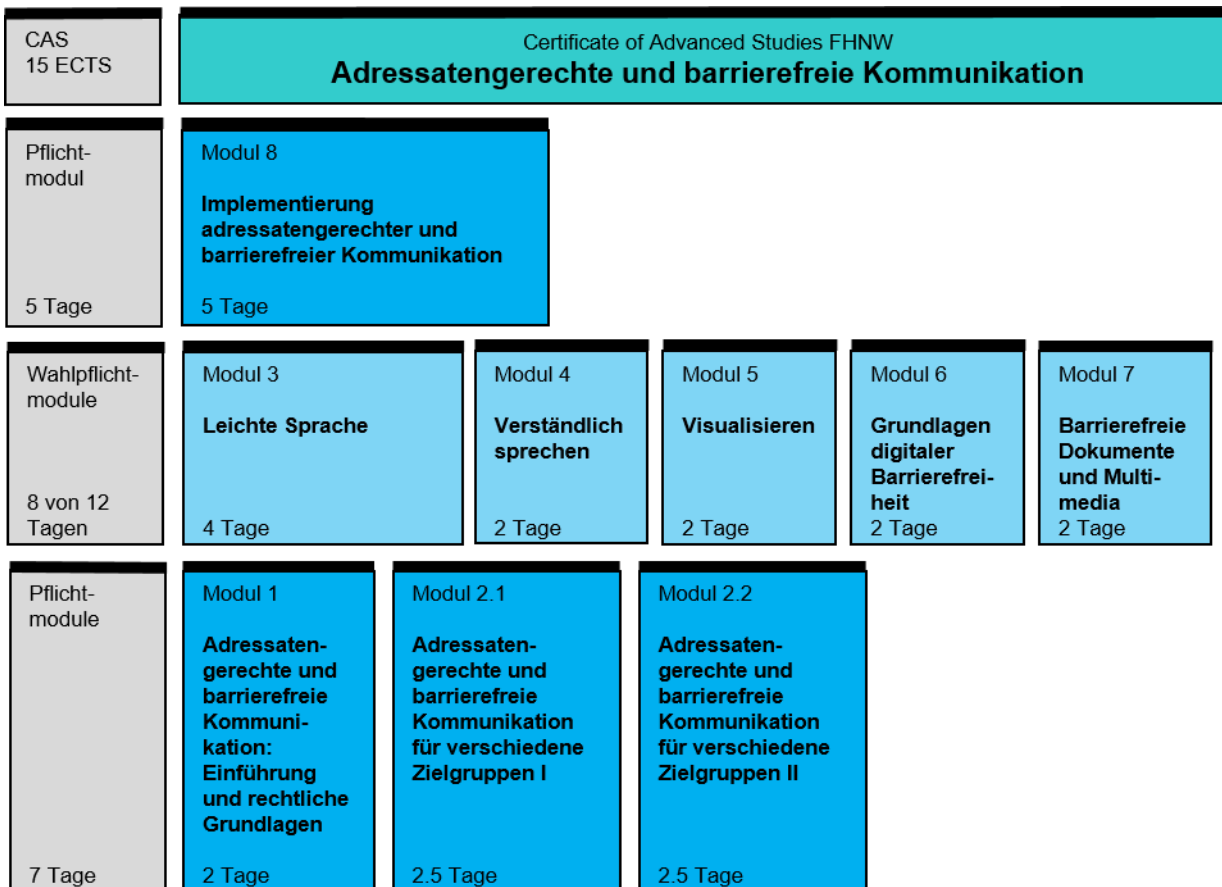 CAS
15 ECTS
Certificate of Advanced Studies FHNW
Adressatengerechte und barrierefreie Kommunikation
Pflicht-
modul
5 Tage
Modul 8
Implementierung
adressatengerechter und
barrierefreier Kommunikation
5 Tage
Wahlpflicht-
module
8 von 12
Tagen
Modul 3
Leichte Sprache
4 Tage
Modul 4
Verständlich
sprechen
2 Tage
Modul 5
Visualisieren
2 Tage
Modul 6
Grundlagen
digitaler
Barrierefrei-
heit
2 Tage
Modul 7
Barrierefreie
Dokumente
und Multi-
media
2 Tage
Pflicht-
module
7 Tage
Modul 1
Adressaten-
gerechte und
barrierefreie
Kommuni-
kation:
Einführung
und rechtliche
Grundlagen
2 Tage
Modul 2.1
Adressaten-
gerechte und
barrierefreie
Kommunikation
für verschiedene
Zielgruppen I
2.5 Tage
Modul 2.2
Adressaten-
gerechte und
barrierefreie
Kommunikation
für verschiedene
Zielgruppen II
2.5 Tage